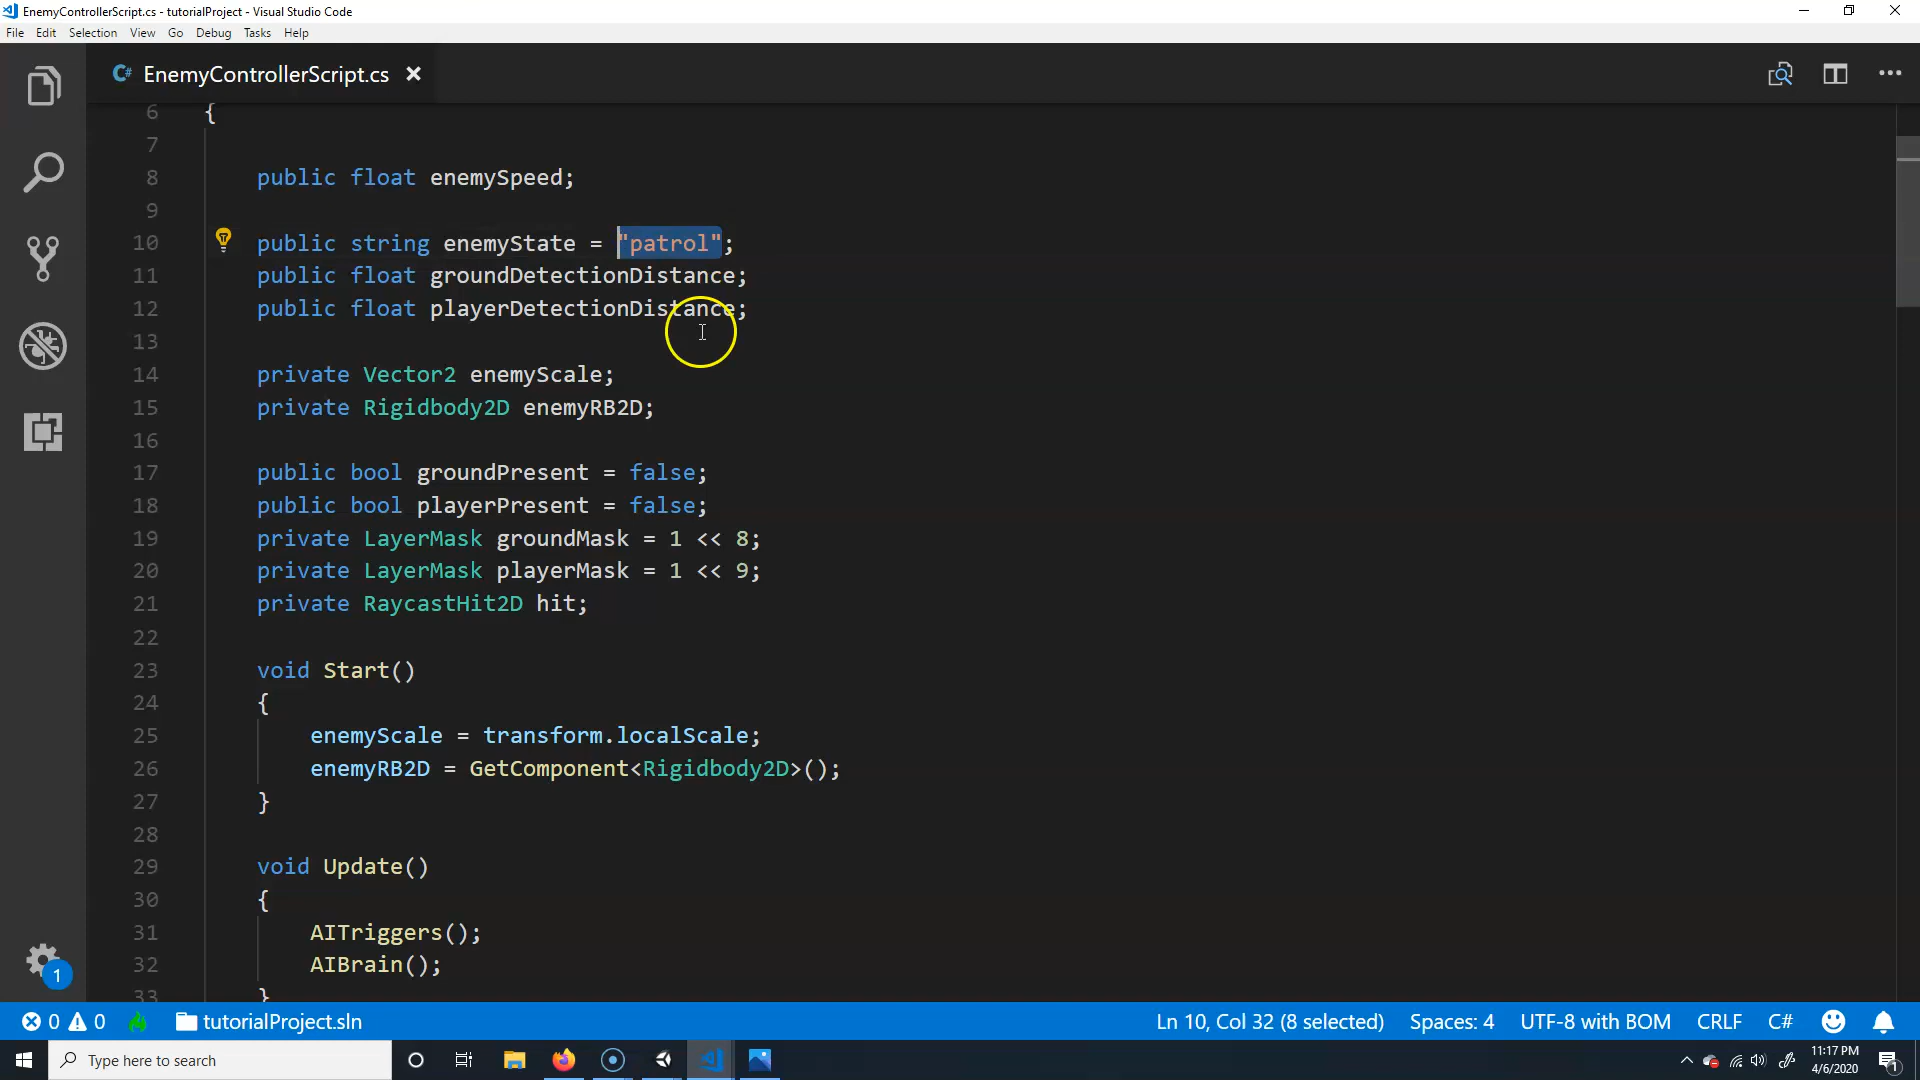 EnemyControllerScript.cs - tutorialProject - Visual Studio Code
File Edit Selection View Go Debug Tasks Help
C# EnemyControllerScript.cs
6 {
7
8 public float enemySpeed;
9
10 public string enemyState = "patrol";
11 public float groundDetectionDistance;
12 public float playerDetectionDistance;
13
14 private Vector2 enemyScale;
15 private Rigidbody2D enemyRB2D;
16
17 public bool groundPresent = false;
18 public bool playerPresent = false;
19 private LayerMask groundMask = 1 << 8;
20 private LayerMask playerMask = 1 << 9;
21 private RaycastHit2D hit;
22
23 void Start()
24 {
25 enemyScale = transform.localScale;
26 enemyRB2D = GetComponent<Rigidbody2D>();
27 }
28
29 void Update()
30 {
31 AITriggers();
32 AIBrain();
33 }
1
0 0 tutorialProject.sln Ln 10, Col 32 (8 selected) Spaces: 4 UTF-8 with BOM CRLF C#
Type here to search
11:17 PM
4/6/2020
1